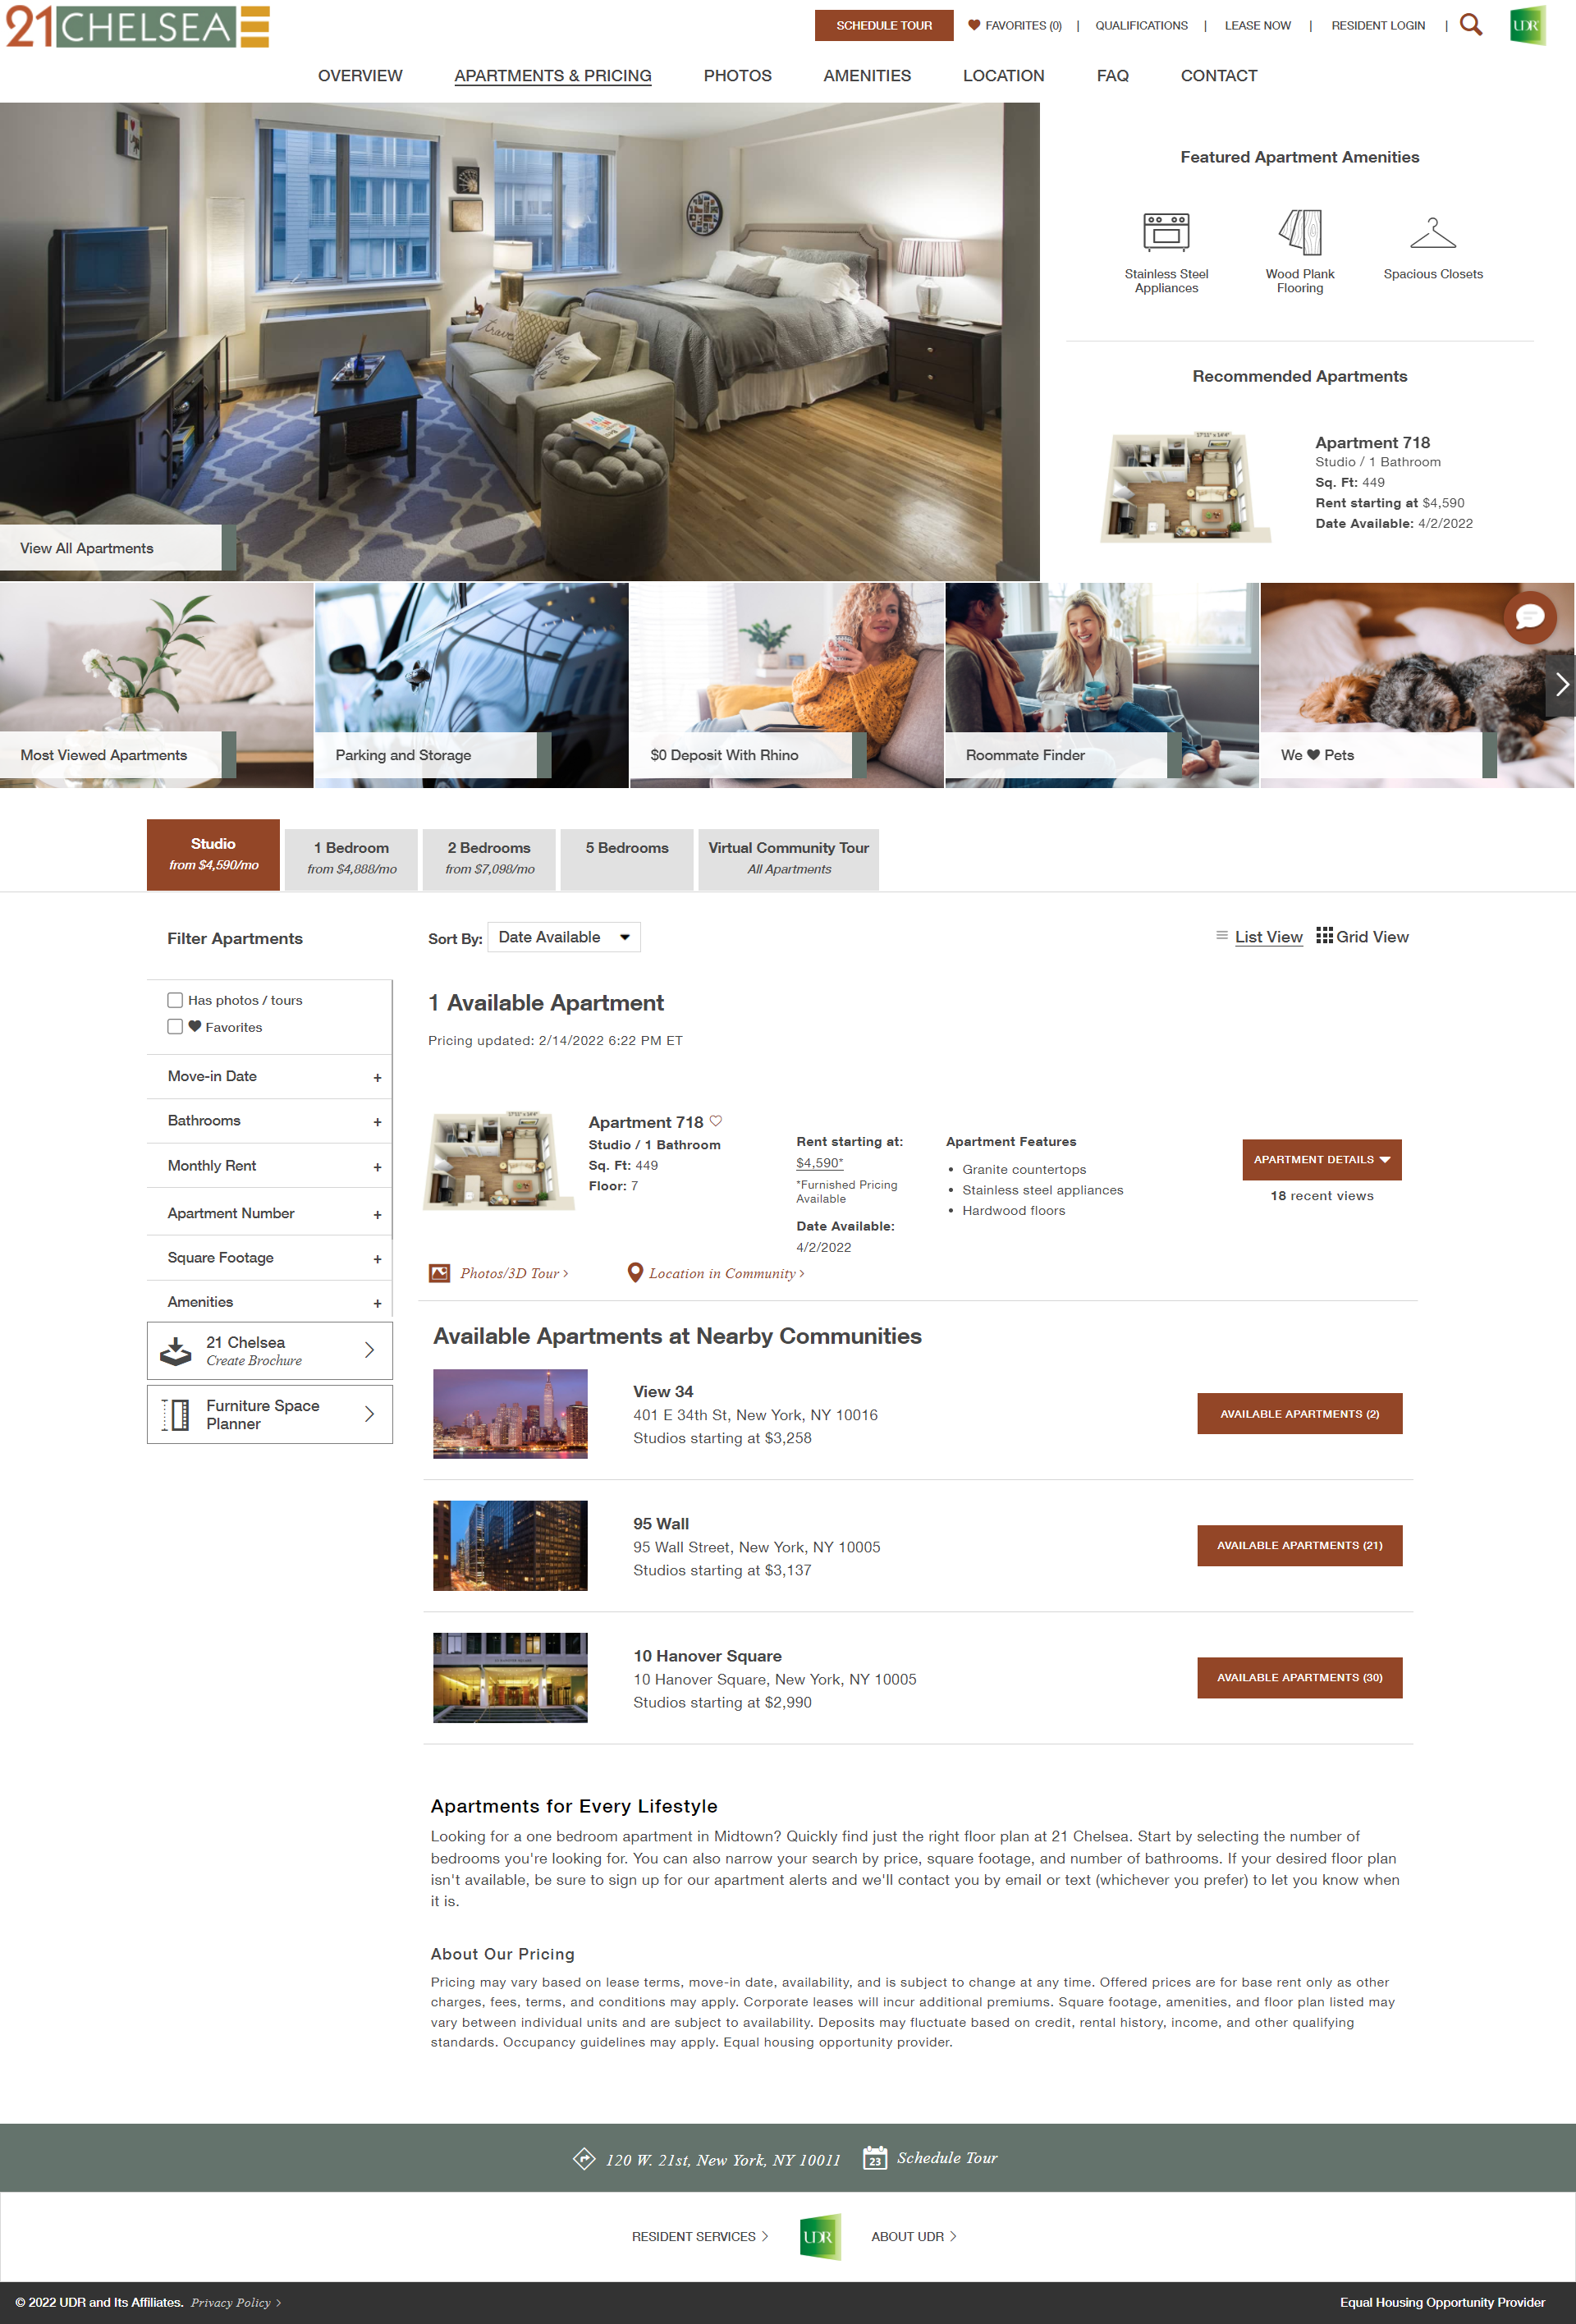 21CHELSEA
SCHEDULE TOUR
FAVORITES (0) | QUALIFICATIONS | LEASE NOW | RESIDENT LOGIN |
UDR
OVERVIEW APARTMENTS & PRICING PHOTOS AMENITIES LOCATION FAQ CONTACT
Featured Apartment Amenities
Stainless Steel
Appliances
Wood Plank
Flooring
Spacious Closets
Recommended Apartments
17'11" x 14'4"
Apartment 718
Studio / 1 Bathroom
Sq. Ft: 449
Rent starting at $4,590
Date Available: 4/2/2022
travel
love
View All Apartments
Most Viewed Apartments
Parking and Storage
$0 Deposit With Rhino
Roommate Finder
We ♥ Pets
Studio
from $4,590/mo
1 Bedroom
from $4,888/mo
2 Bedrooms
from $7,098/mo
5 Bedrooms
Virtual Community Tour
All Apartments
Filter Apartments
Has photos / tours
♥ Favorites
Move-in Date +
Bathrooms +
Monthly Rent +
Apartment Number +
Square Footage +
Amenities +
21 Chelsea
Create Brochure
Furniture Space
Planner
Sort By: Date Available
List View Grid View
1 Available Apartment
Pricing updated: 2/14/2022 6:22 PM ET
17'11" x 14'4"
Apartment 718
Studio / 1 Bathroom
Sq. Ft: 449
Floor: 7
Rent starting at:
$4,590*
*Furnished Pricing
Available
Date Available:
4/2/2022
Apartment Features
• Granite countertops
• Stainless steel appliances
• Hardwood floors
APARTMENT DETAILS
18 recent views
Photos/3D Tour >
Location in Community >
Available Apartments at Nearby Communities
View 34
401 E 34th St, New York, NY 10016
Studios starting at $3,258
AVAILABLE APARTMENTS (2)
95 Wall
95 Wall Street, New York, NY 10005
Studios starting at $3,137
AVAILABLE APARTMENTS (21)
10 Hanover Square
10 Hanover Square, New York, NY 10005
Studios starting at $2,990
AVAILABLE APARTMENTS (30)
Apartments for Every Lifestyle
Looking for a one bedroom apartment in Midtown? Quickly find just the right floor plan at 21 Chelsea. Start by selecting the number of
bedrooms you're looking for. You can also narrow your search by price, square footage, and number of bathrooms. If your desired floor plan
isn't available, be sure to sign up for our apartment alerts and we'll contact you by email or text (whichever you prefer) to let you know when
it is.
About Our Pricing
Pricing may vary based on lease terms, move-in date, availability, and is subject to change at any time. Offered prices are for base rent only as other
charges, fees, terms, and conditions may apply. Corporate leases will incur additional premiums. Square footage, amenities, and floor plan listed may
vary between individual units and are subject to availability. Deposits may fluctuate based on credit, rental history, income, and other qualifying
standards. Occupancy guidelines may apply. Equal housing opportunity provider.
120 W. 21st, New York, NY 10011
23
Schedule Tour
RESIDENT SERVICES >
UDR
ABOUT UDR >
© 2022 UDR and Its Affiliates. Privacy Policy >
Equal Housing Opportunity Provider